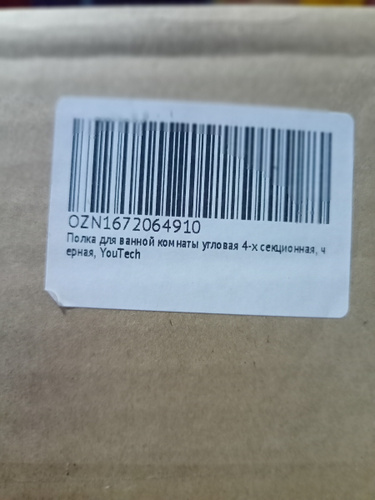 OZN1672064910
Полка для ванной комнаты угловая 4-х секционная, ч
ерная, YouTech